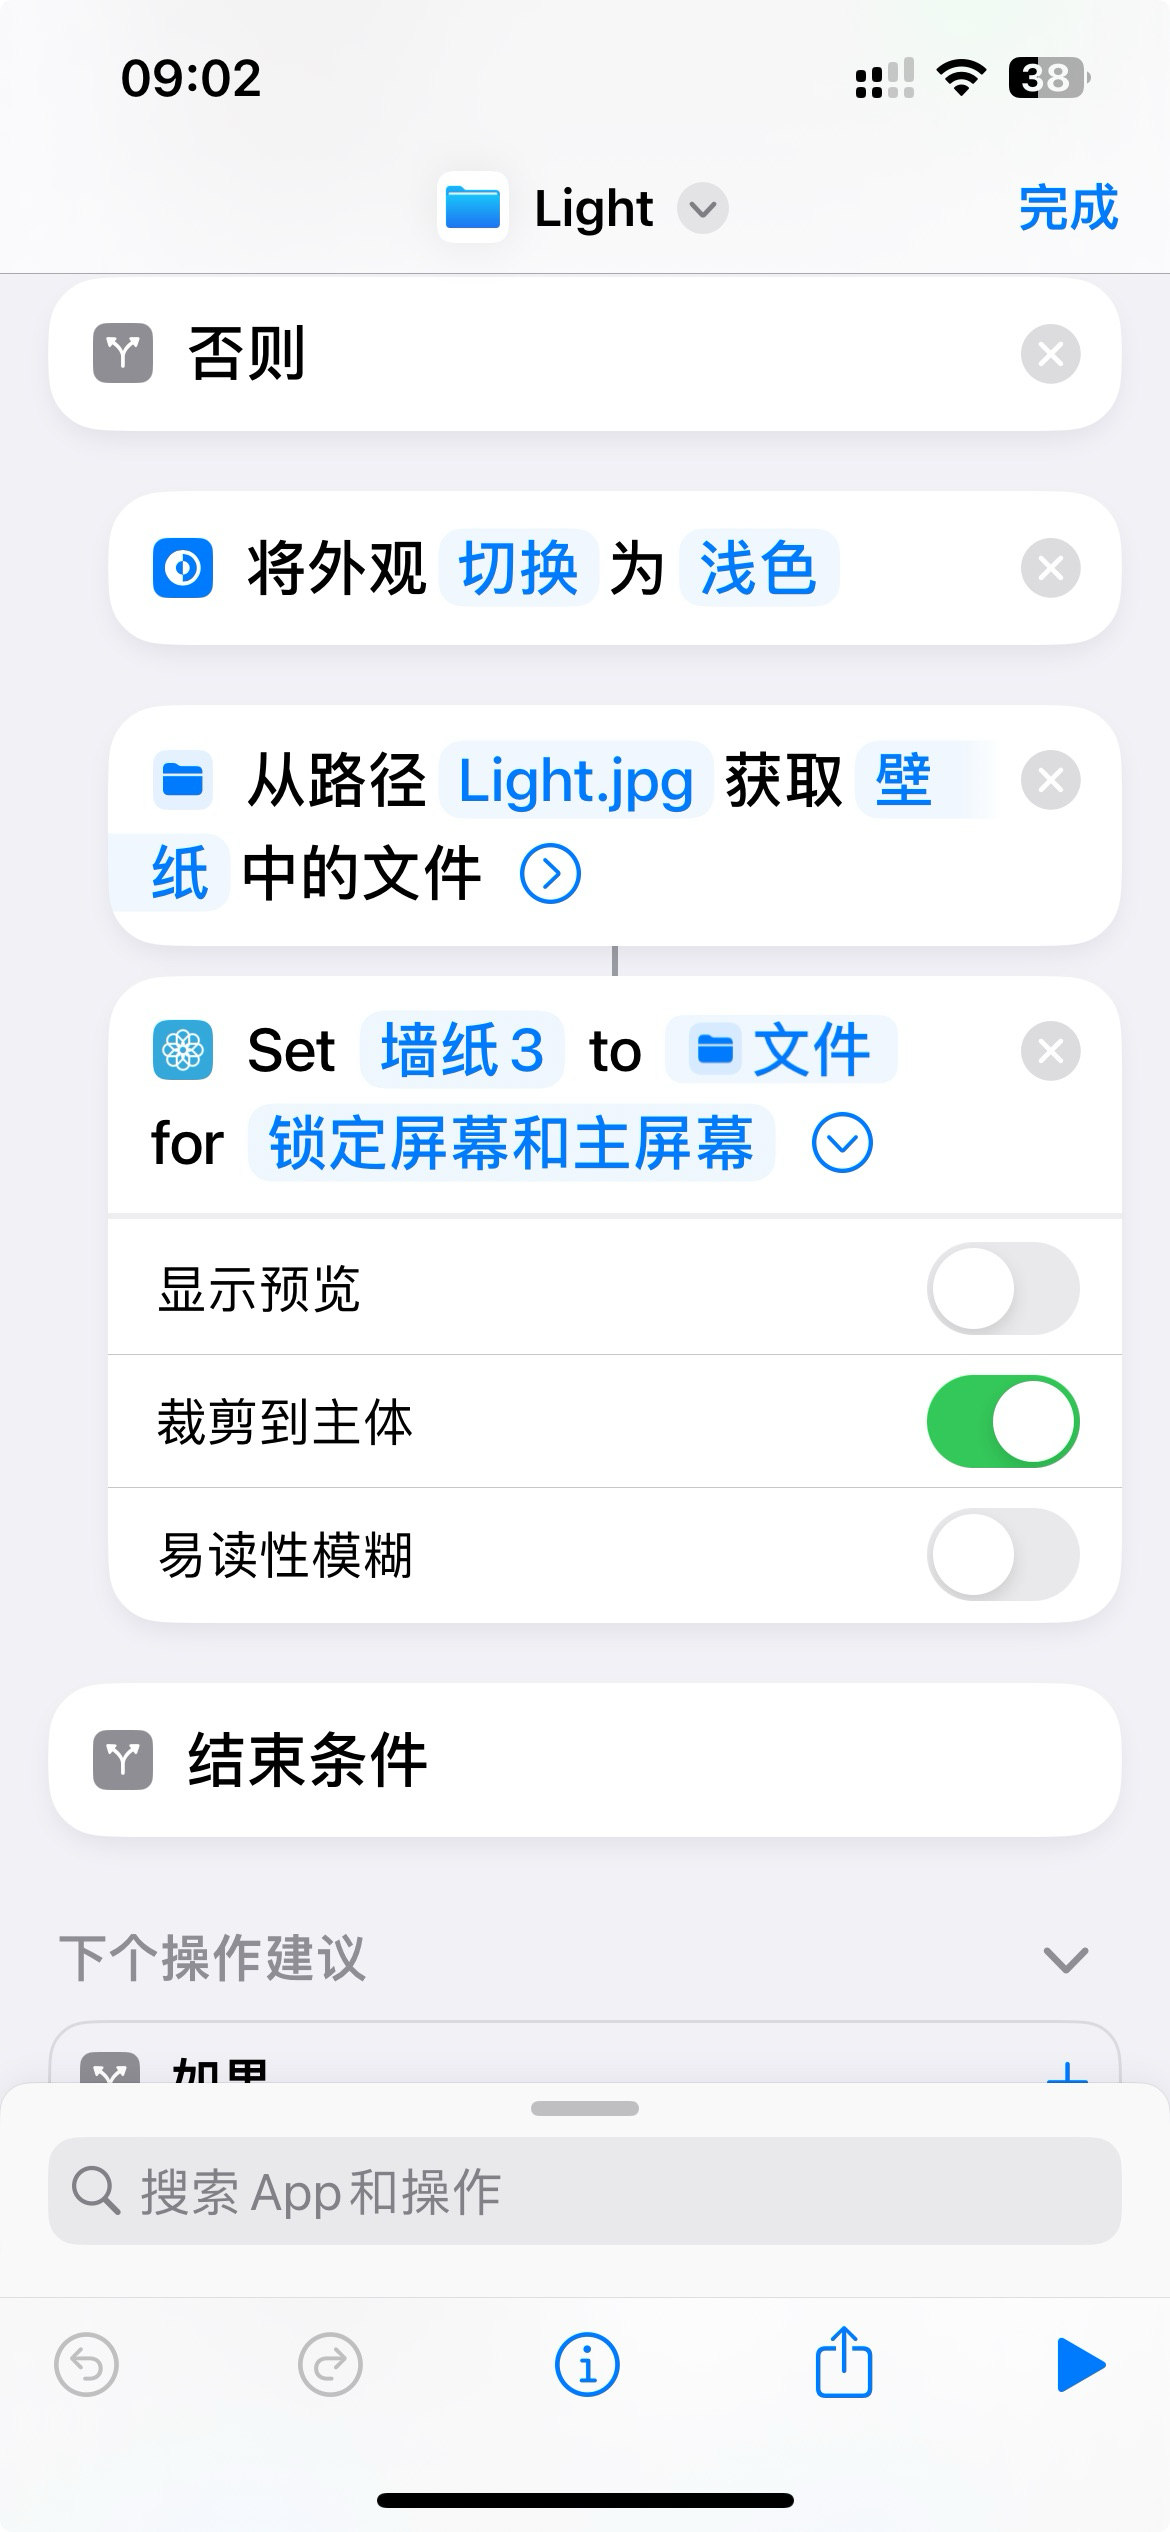 09:02
38
Light
完成
否则
将外观 切换 为 浅色
从路径 Light.jpg 获取 壁
纸 中的文件
Set 墙纸 3 to 文件
for 锁定屏幕和主屏幕
显示预览
裁剪到主体
易读性模糊
结束条件
下个操作建议
如果
搜索 App 和操作